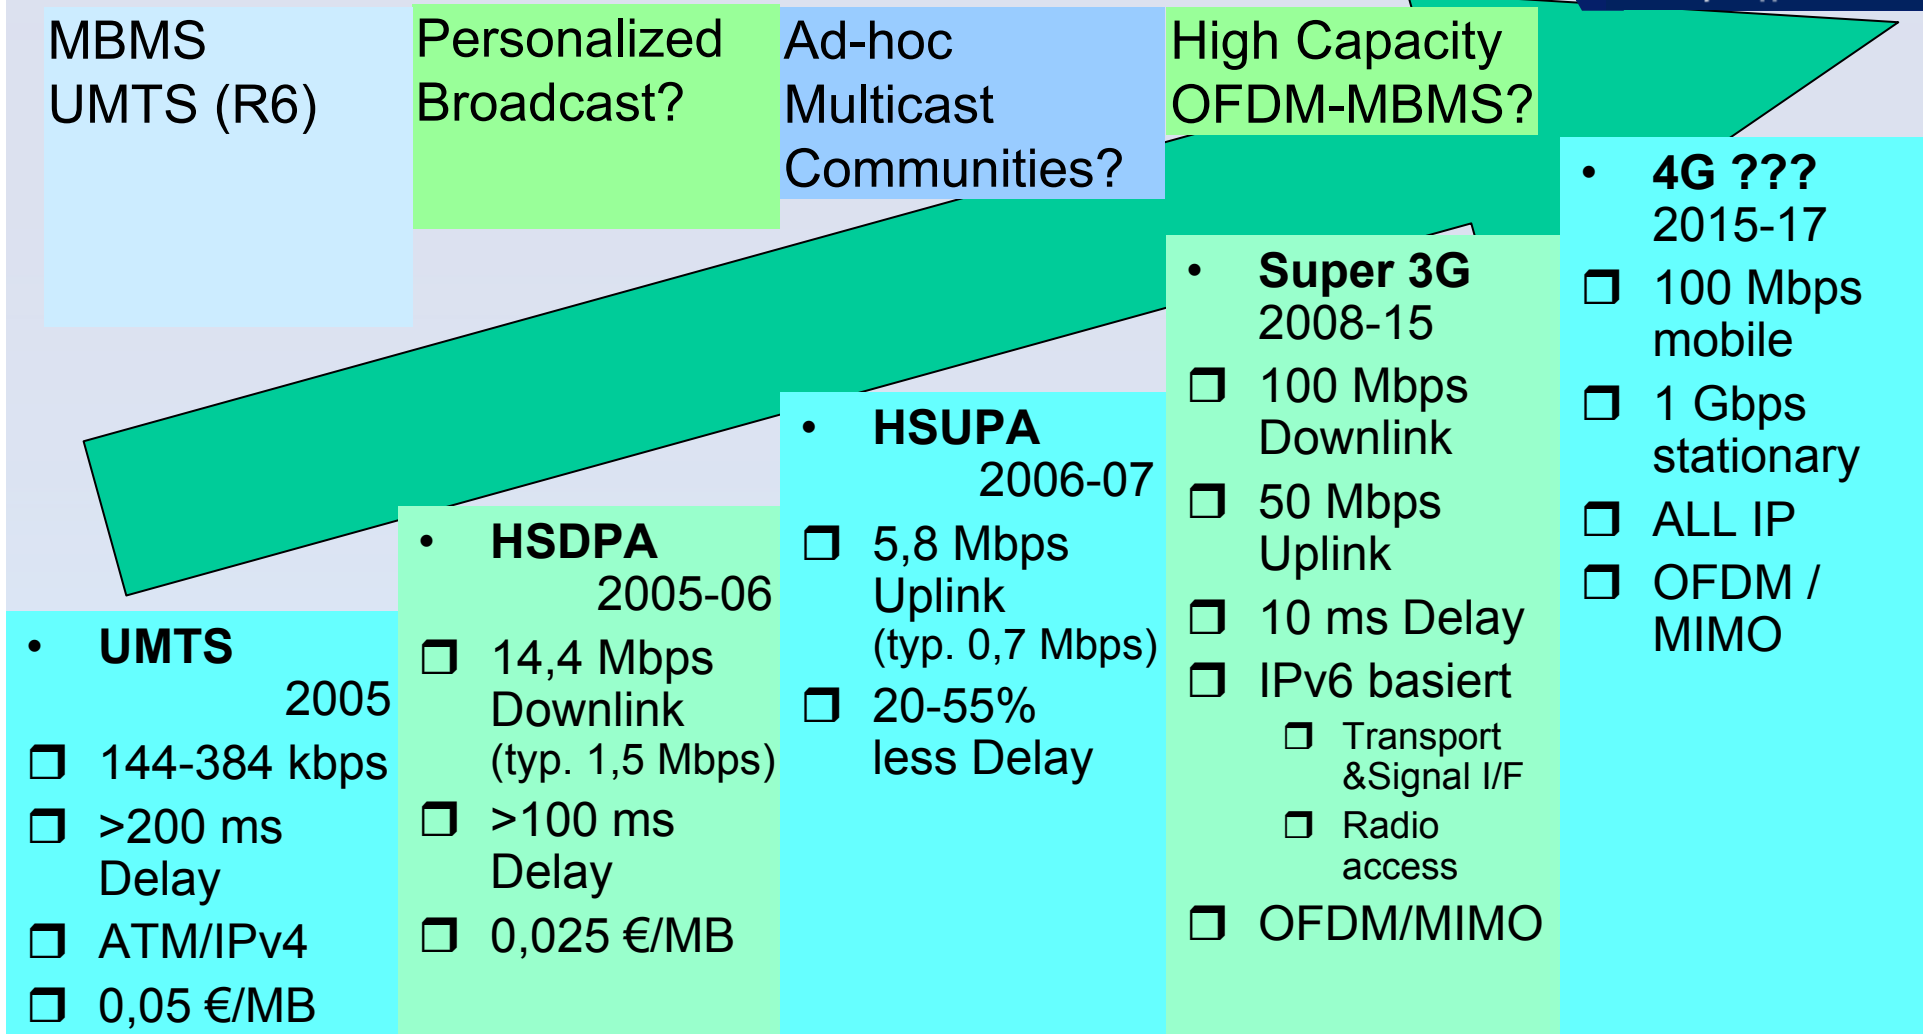 MBMS
UMTS (R6)
Personalized
Broadcast?
Ad-hoc
Multicast
Communities?
High Capacity
OFDM-MBMS?
• UMTS
2005
❒ 144-384 kbps
❒ >200 ms
Delay
❒ ATM/IPv4
❒ 0,05 €/MB
• HSDPA
2005-06
❒ 14,4 Mbps
Downlink
(typ. 1,5 Mbps)
❒ >100 ms
Delay
❒ 0,025 €/MB
• HSUPA
2006-07
❒ 5,8 Mbps
Uplink
(typ. 0,7 Mbps)
❒ 20-55%
less Delay
• Super 3G
2008-15
❒ 100 Mbps
Downlink
❒ 50 Mbps
Uplink
❒ 10 ms Delay
❒ IPv6 basiert
❒ Transport
&Signal I/F
❒ Radio
access
❒ OFDM/MIMO
• 4G ???
2015-17
❒ 100 Mbps
mobile
❒ 1 Gbps
stationary
❒ ALL IP
❒ OFDM /
MIMO